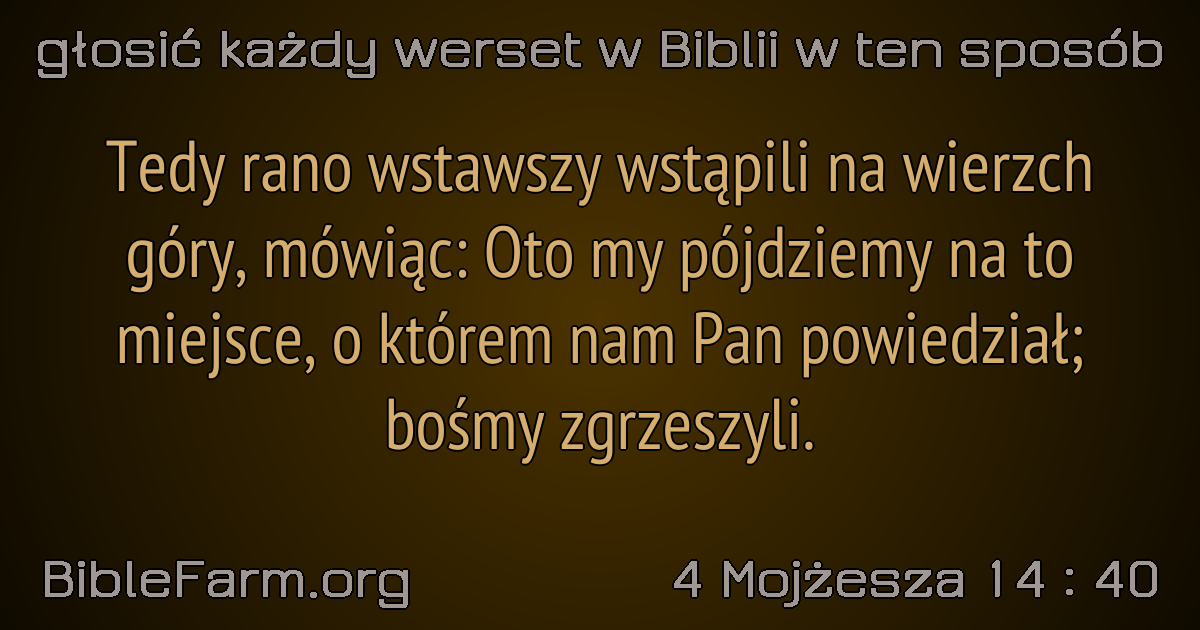 głosić każdy werset w Biblii w ten sposób
Tedy rano wstawszy wstąpili na wierzch
góry, mówiąc: Oto my pójdziemy na to
miejsce, o którem nam Pan powiedział;
bośmy zgrzeszyli.
BibleFarm.org
4 Mojżesza 14 : 40